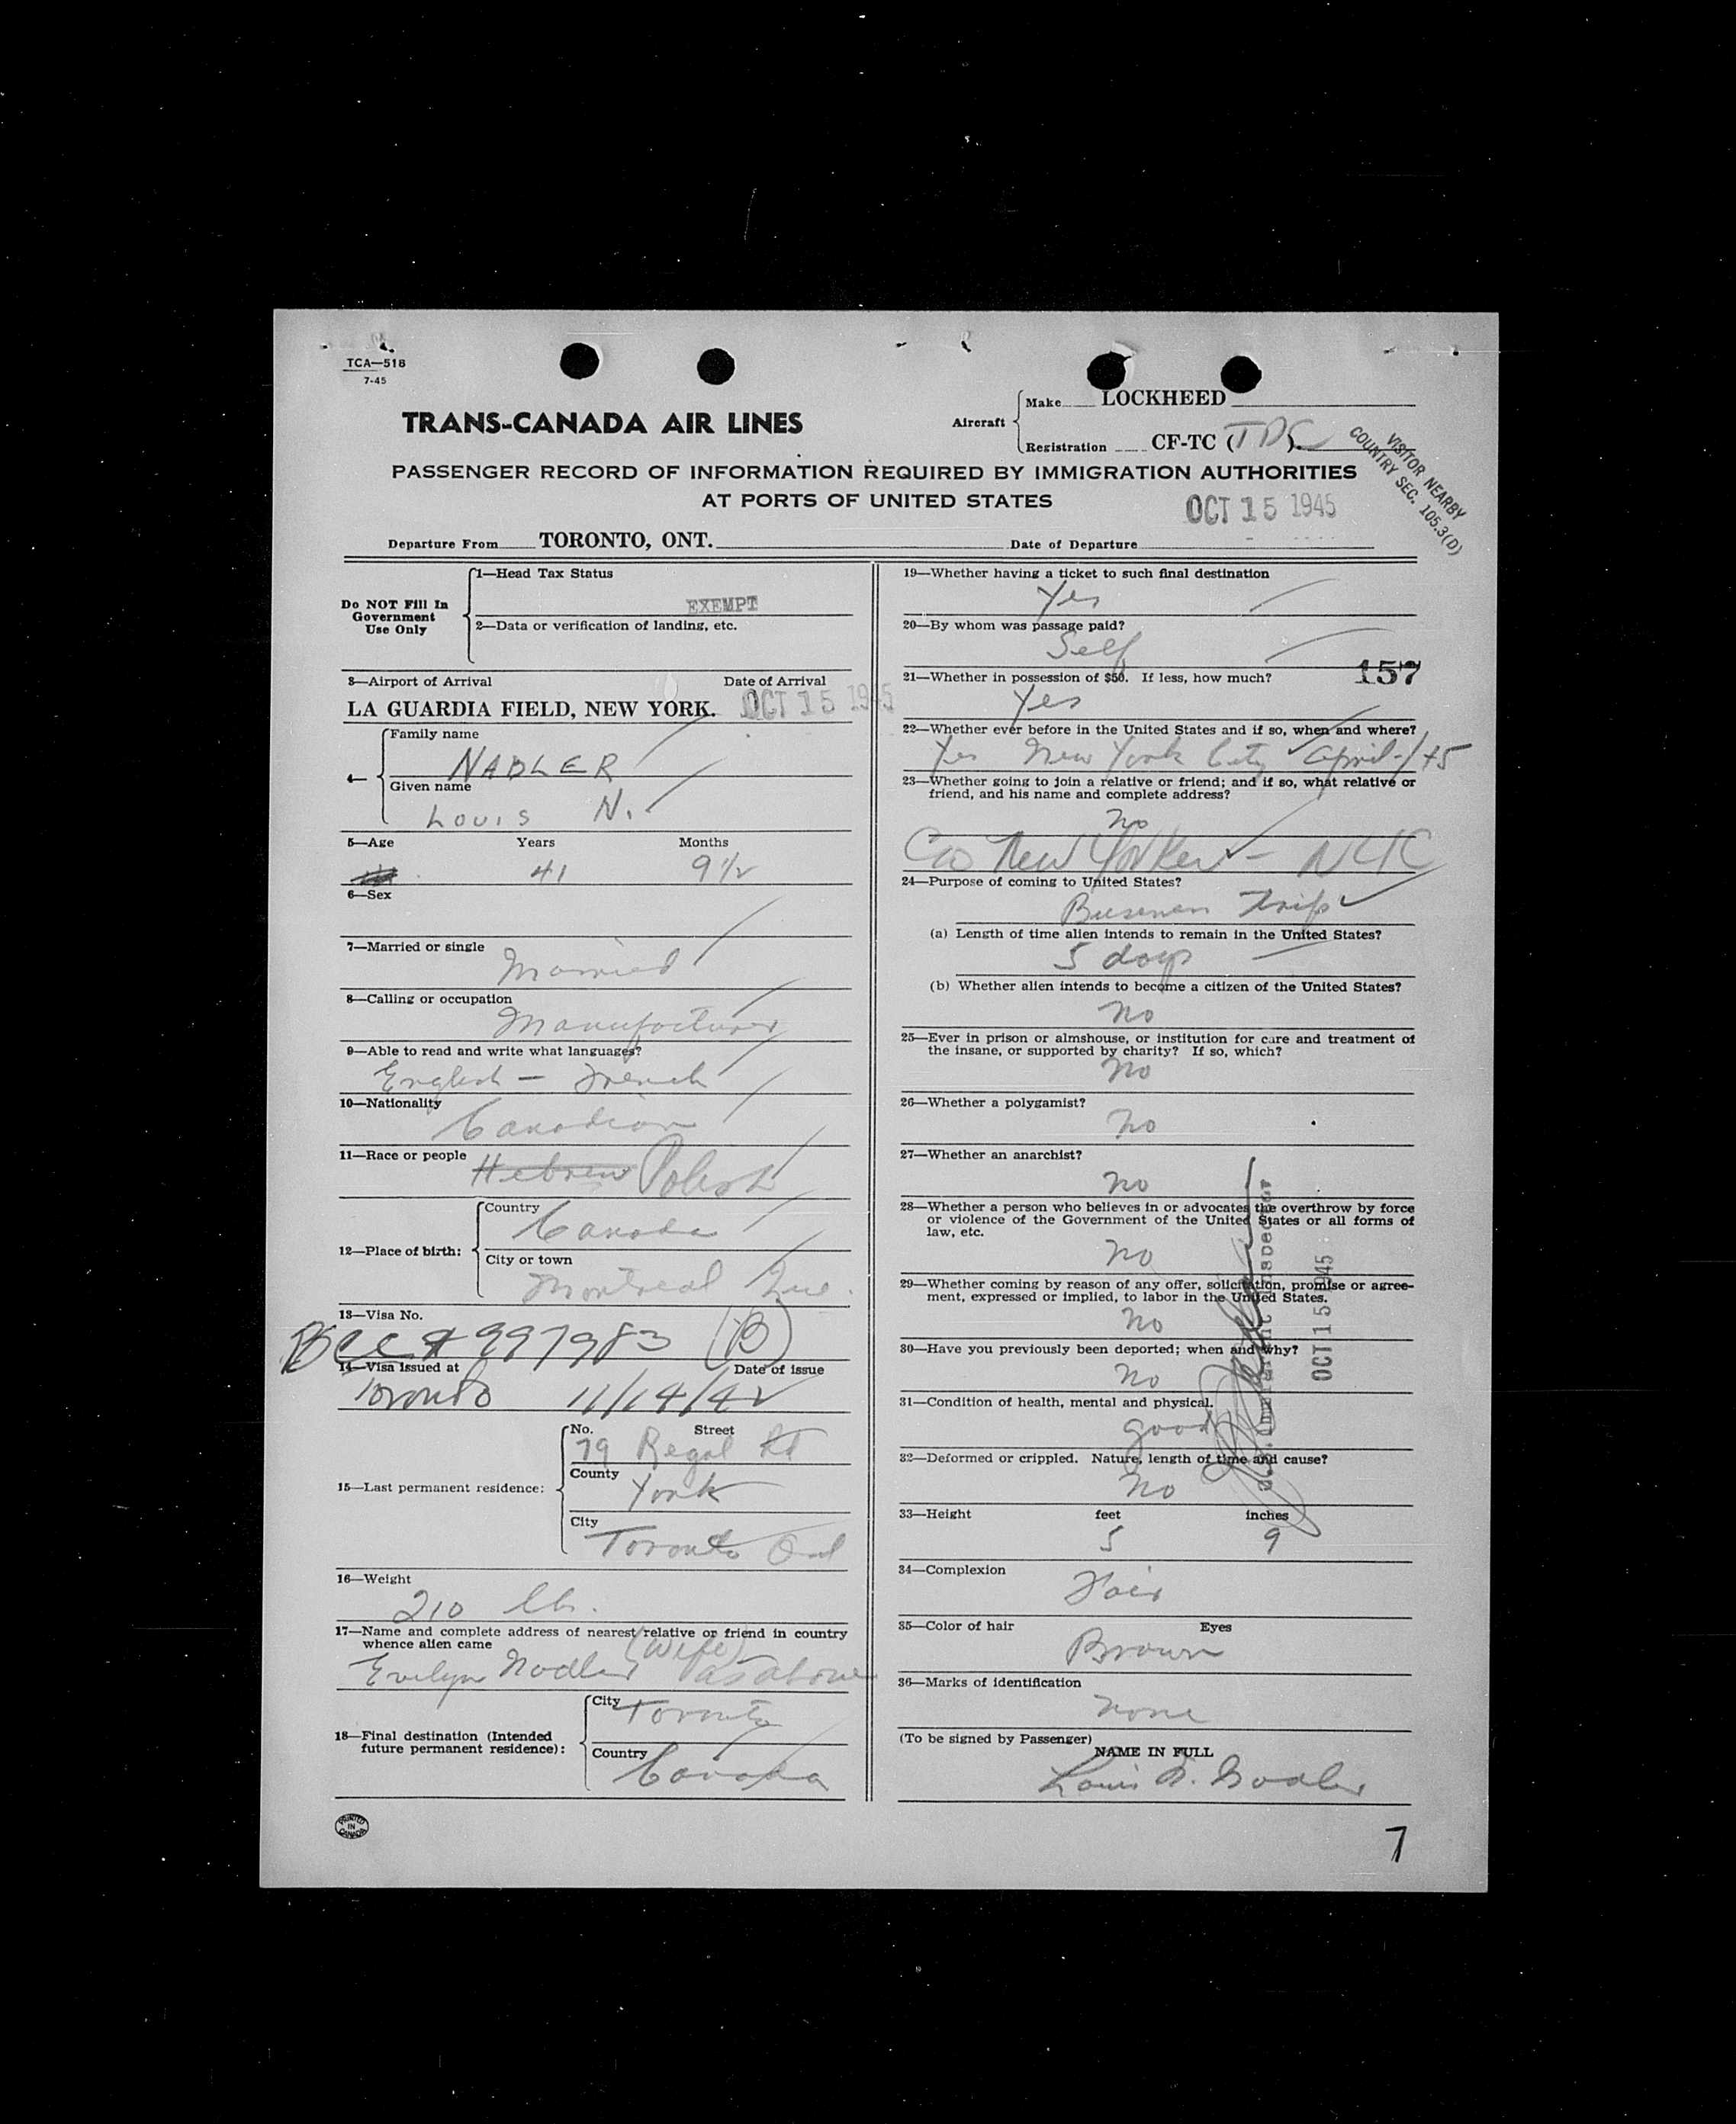 TCA—518
7-45
TRANS-CANADA AIR LINES
Aircraft
Make LOCKHEED
Registration CF-TC (TDC).
VISITOR NEARBY
COUNTRY SEC. 105.3(D)
PASSENGER RECORD OF INFORMATION REQUIRED BY IMMIGRATION AUTHORITIES
AT PORTS OF UNITED STATES
OCT 15 1945
Departure From TORONTO, ONT. Date of Departure
Do NOT Fill In
Government
Use Only
1—Head Tax Status
EXEMPT
2—Data or verification of landing, etc.
3—Airport of Arrival Date of Arrival
LA GUARDIA FIELD, NEW YORK. OCT 15 1945
4—
Family name
NADLER
Given name
Louis N.
5—Age Years Months
41 9½
6—Sex
7—Married or single
Married
8—Calling or occupation
Manufacturer
9—Able to read and write what languages?
English — French
10—Nationality
Canadian
11—Race or people Hebrew Polish
12—Place of birth:
Country
Canada
City or town
Montreal Que.
13—Visa No.
BCC # 997983 (B)
14—Visa issued at Date of issue
Toronto 11/14/42
15—Last permanent residence:
No. Street
79 Regal Rd
County
York
City
Toronto Ont
16—Weight
210 lbs.
17—Name and complete address of nearest relative or friend in country
whence alien came
(Wife)
Evelyn Nadler as above
18—Final destination (Intended
future permanent residence):
City
Toronto
Country
Canada
PRINTED
IN
CANADA
19—Whether having a ticket to such final destination
Yes
20—By whom was passage paid?
Self
157
21—Whether in possession of $50. If less, how much?
Yes
22—Whether ever before in the United States and if so, when and where?
Yes New York City April/45
23—Whether going to join a relative or friend; and if so, what relative or
friend, and his name and complete address?
No
C/o New Yorker — NYC
24—Purpose of coming to United States?
Business Trip
(a) Length of time alien intends to remain in the United States?
5 days
(b) Whether alien intends to become a citizen of the United States?
No
25—Ever in prison or almshouse, or institution for care and treatment of
the insane, or supported by charity? If so, which?
No
26—Whether a polygamist?
No
27—Whether an anarchist?
No
28—Whether a person who believes in or advocates the overthrow by force
or violence of the Government of the United States or all forms of
law, etc.
No
29—Whether coming by reason of any offer, solicitation, promise or agree-
ment, expressed or implied, to labor in the United States.
No
30—Have you previously been deported; when and why?
No
31—Condition of health, mental and physical.
good
32—Deformed or crippled. Nature, length of time and cause?
No
U.S. Immigrant Inspector
OCT 15 1945
33—Height feet inches
5 9
34—Complexion
Fair
35—Color of hair Eyes
Brown
36—Marks of identification
None
(To be signed by Passenger)
NAME IN FULL
Louis N. Nadler
7